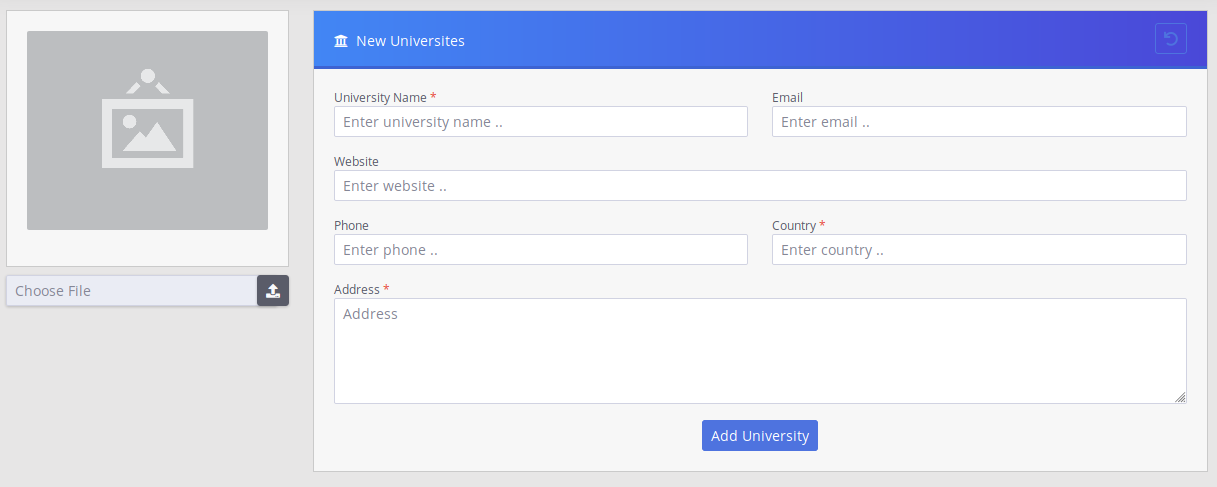 New Universites
University Name *
Email
Enter university name ..
Enter email ..
Website
Enter website ..
Phone
Country *
Enter phone ..
Enter country ..
Choose File
Address *
Address
Add University